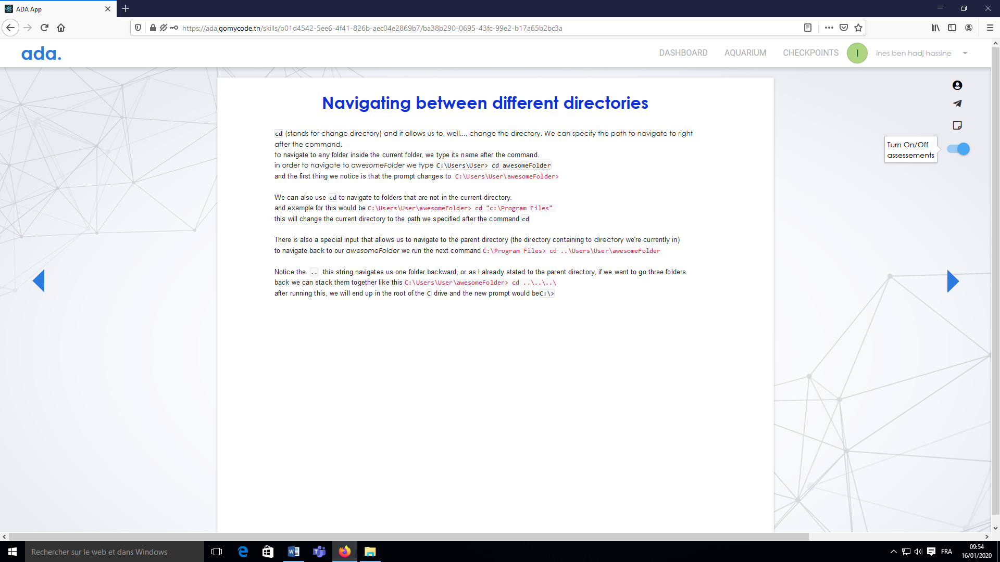 ADA App
https://ada.gomycode.tn/skills/b01d4542-5ee6-4f41-826b-aec04e2869b7/ba38b290-0695-43fc-99e2-b17a65b2bc3a
ada.
DASHBOARD AQUARIUM CHECKPOINTS I ines ben hadj hassine
Navigating between different directories
cd (stands for change directory) and it allows us to, well..., change the directory. We can specify the path to navigate to right
after the command.
to navigate to any folder inside the current folder, we type its name after the command.
in order to navigate to awesomeFolder we type C:\Users\User> cd awesomeFolder
and the first thing we notice is that the prompt changes to C:\Users\User\awesomeFolder>
We can also use cd to navigate to folders that are not in the current directory.
and example for this would be C:\Users\User\awesomeFolder> cd "c:\Program Files"
this will change the current directory to the path we specified after the command cd
There is also a special input that allows us to navigate to the parent directory (the directory containing to directory we're currently in)
to navigate back to our awesomeFolder we run the next command C:\Program Files> cd ..\Users\User\awesomeFolder
Notice the .. this string navigates us one folder backward, or as I already stated to the parent directory, if we want to go three folders
back we can stack them together like this C:\Users\User\awesomeFolder> cd ..\..\..\
after running this, we will end up in the root of the C drive and the new prompt would be C:\>
Turn On/Off
assessements
Rechercher sur le web et dans Windows
FRA
09:54
16/01/2020